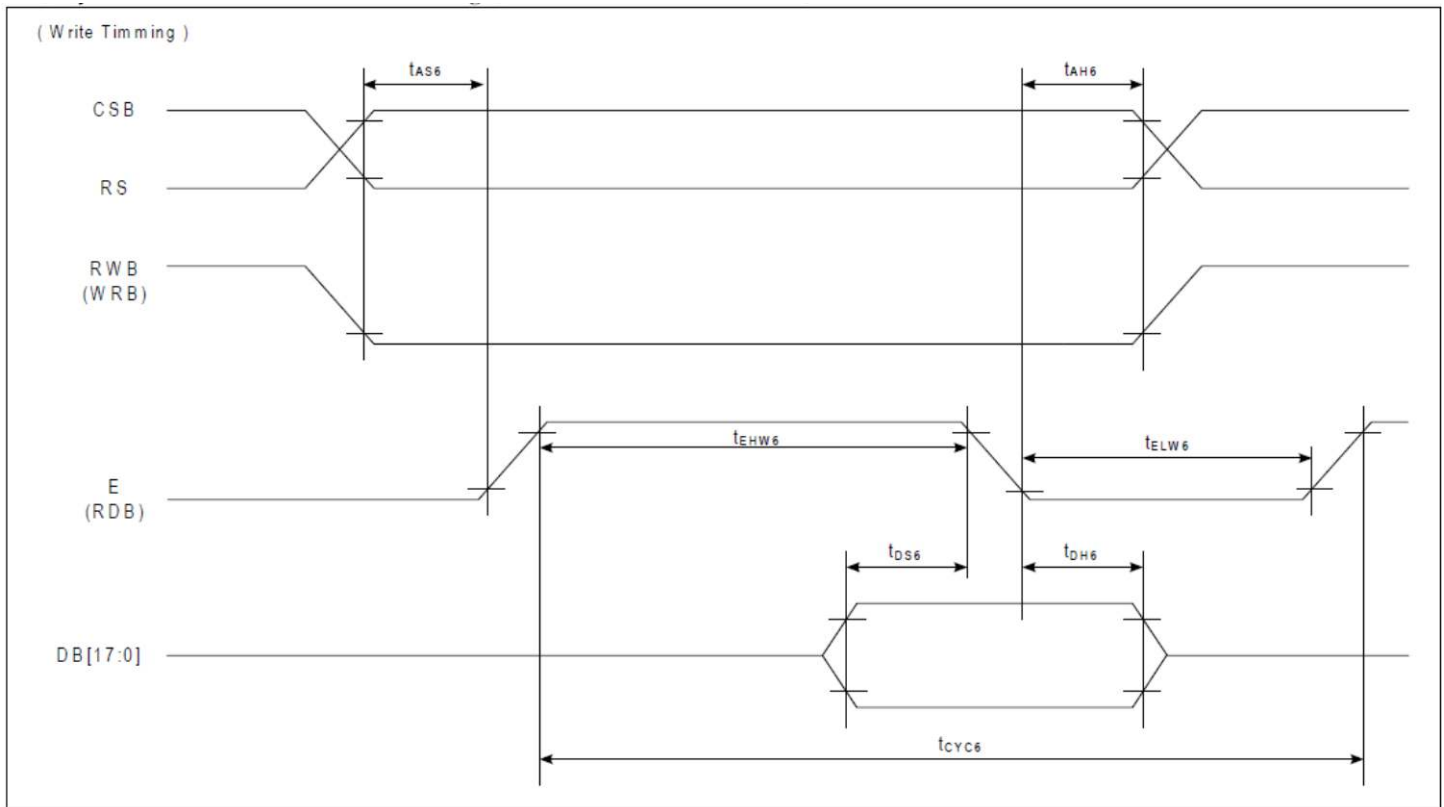 ( Write Timming )
tAS6
tAH6
CSB
RS
RWB
(WRB)
tEHW6
tELW6
E
(RDB)
tDS6
tDH6
DB[17:0]
tCYC6